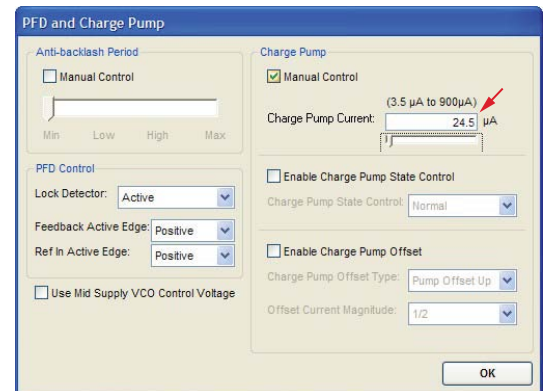 PFD and Charge Pump
Anti-backlash Period
Manual Control
Min Low High Max
PFD Control
Lock Detector: Active
Feedback Active Edge: Positive
Ref In Active Edge: Positive
Use Mid Supply VCO Control Voltage
Charge Pump
Manual Control
(3.5 µA to 900µA)
Charge Pump Current: 24.5 µA
Enable Charge Pump State Control
Charge Pump State Control: Normal
Enable Charge Pump Offset
Charge Pump Offset Type: Pump Offset Up
Offset Current Magnitude: 1/2
OK